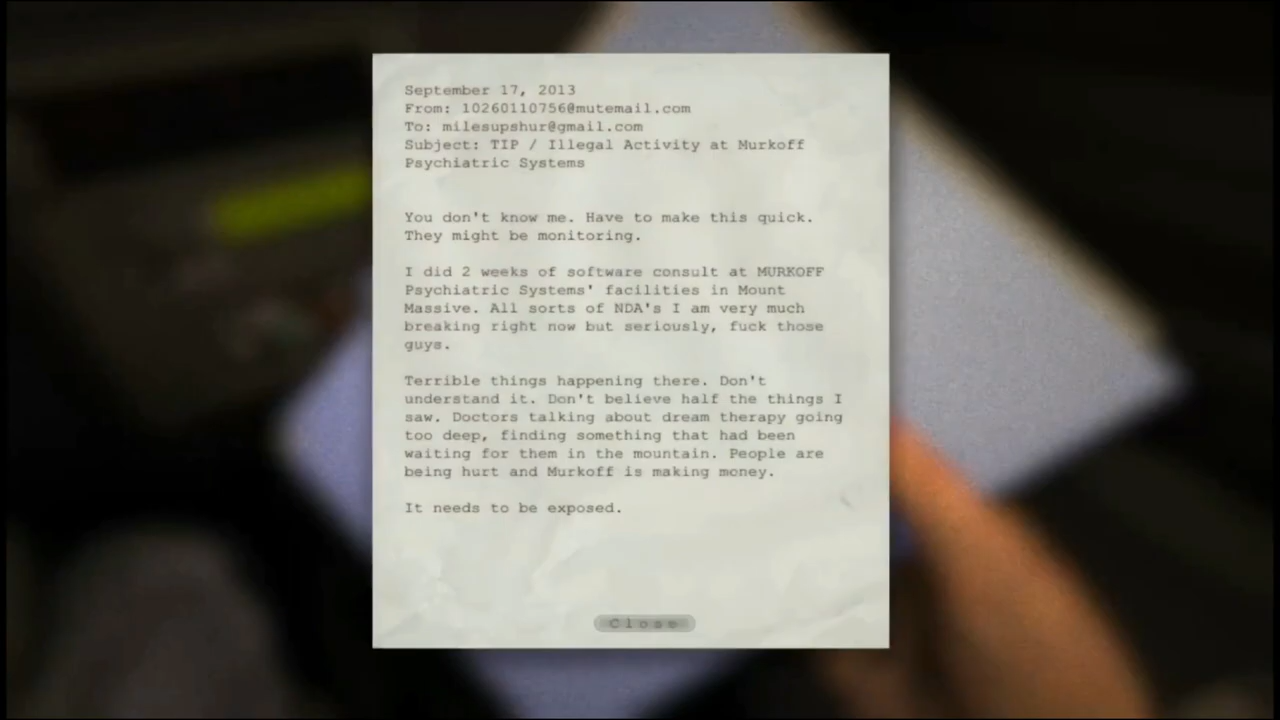 September 17, 2013
From: 10260110756@mutemail.com
To: milesupshur@gmail.com
Subject: TIP / Illegal Activity at Murkoff
Psychiatric Systems
You don't know me. Have to make this quick.
They might be monitoring.
I did 2 weeks of software consult at MURKOFF
Psychiatric Systems' facilities in Mount
Massive. All sorts of NDA's I am very much
breaking right now but seriously, fuck those
guys.
Terrible things happening there. Don't
understand it. Don't believe half the things I
saw. Doctors talking about dream therapy going
too deep, finding something that had been
waiting for them in the mountain. People are
being hurt and Murkoff is making money.
It needs to be exposed.
Close